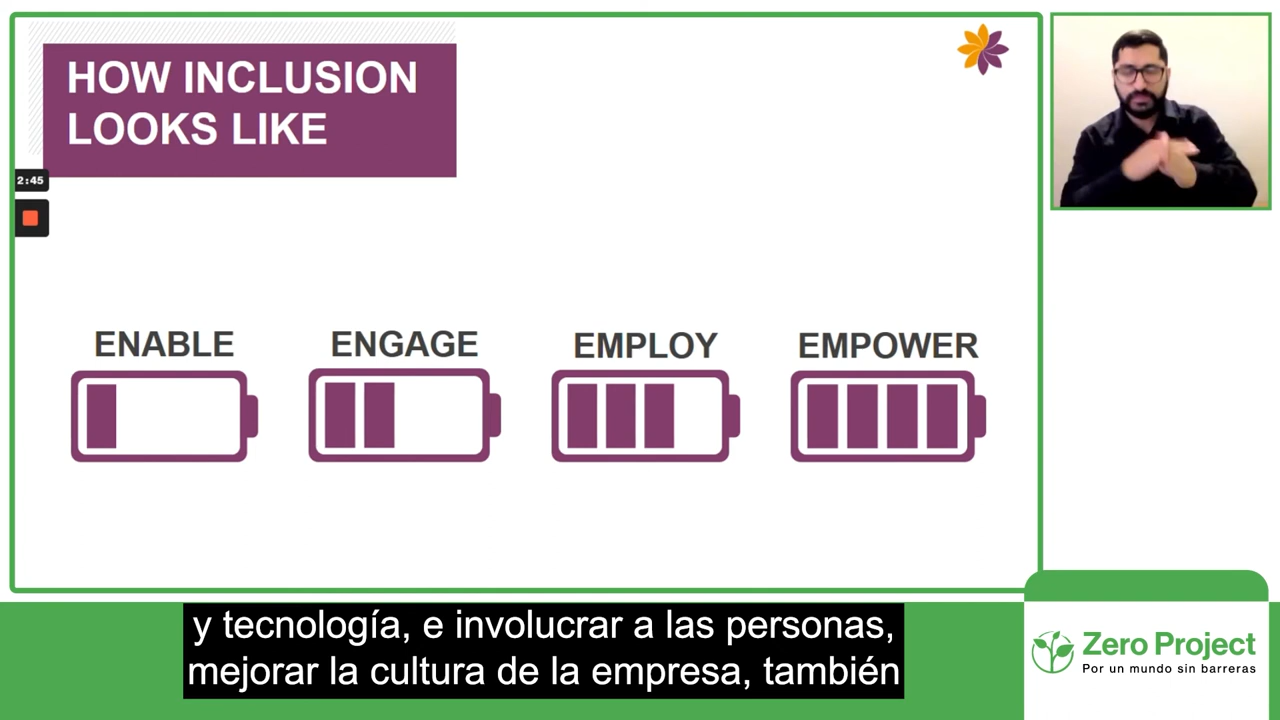 HOW INCLUSION
LOOKS LIKE
2:45
ENABLE
ENGAGE
EMPLOY
EMPOWER
y tecnología, e involucrar a las personas,
mejorar la cultura de la empresa, también
Zero Project
Por un mundo sin barreras